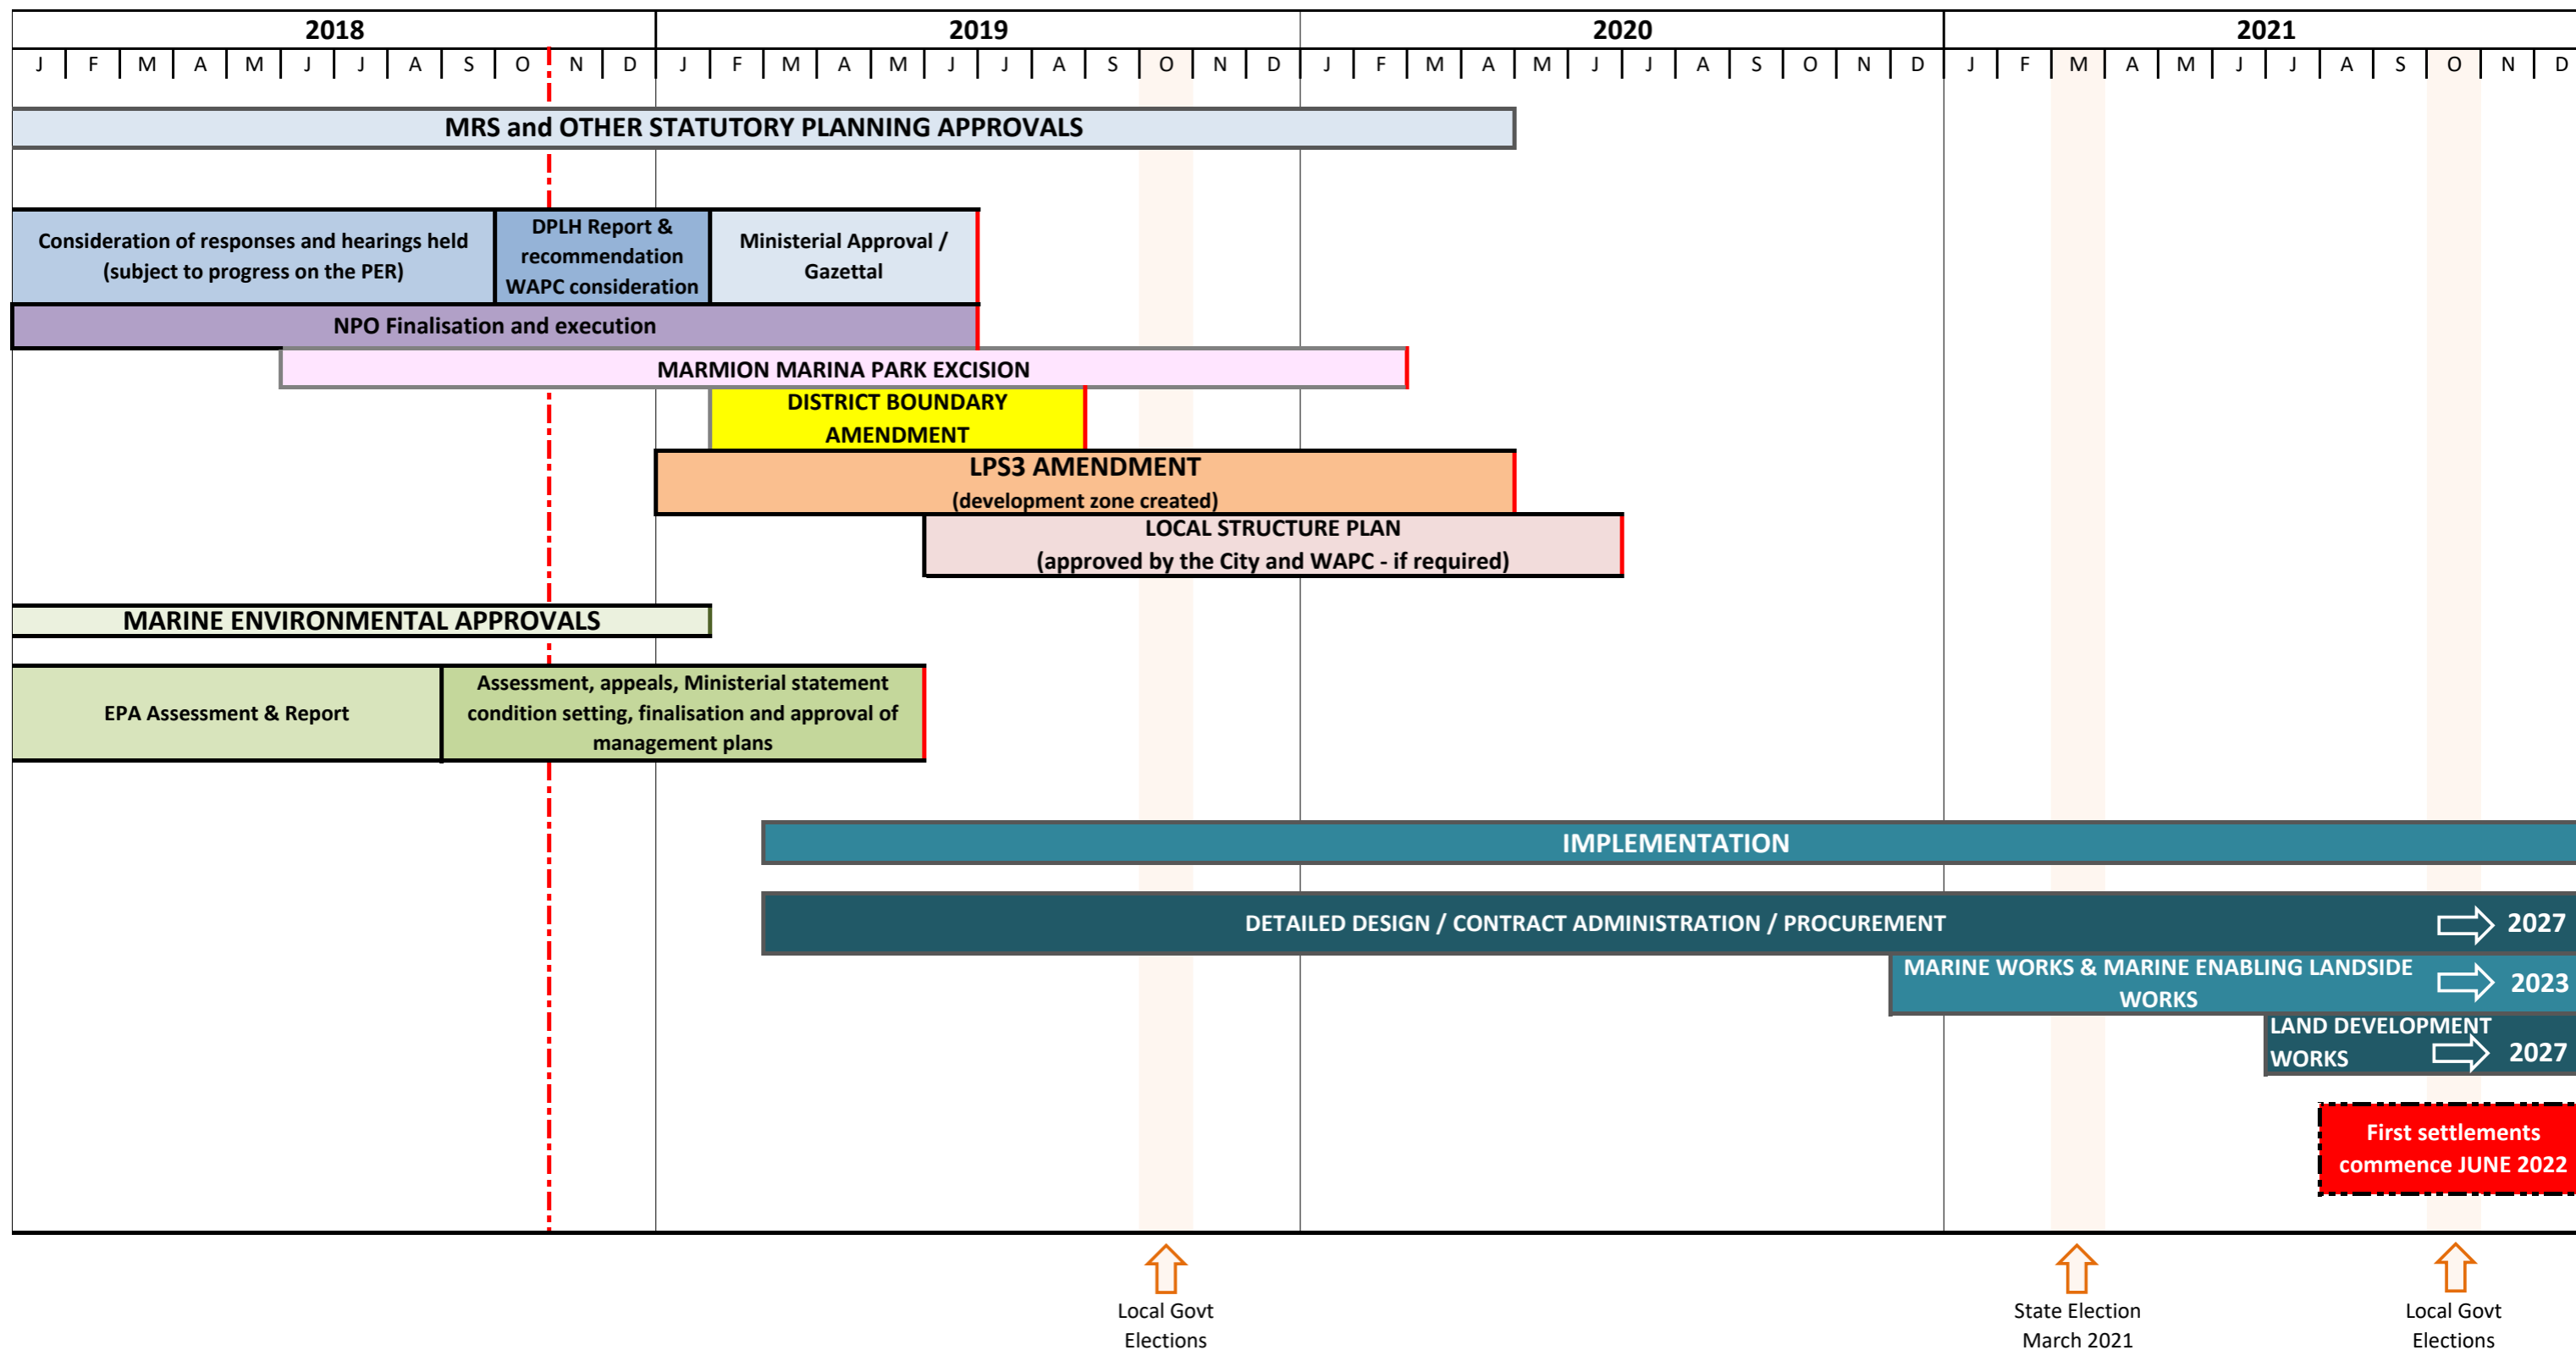 2018 2019 2020 2021
J F M A M J J A S O N D J F M A M J J A S O N D J F M A M J J A S O N D J F M A M J J A S O N D
MRS and OTHER STATUTORY PLANNING APPROVALS
Consideration of responses and hearings held
(subject to progress on the PER)
DPLH Report &
recommendation
WAPC consideration
Ministerial Approval /
Gazettal
NPO Finalisation and execution
MARMION MARINA PARK EXCISION
DISTRICT BOUNDARY
AMENDMENT
LPS3 AMENDMENT
(development zone created)
LOCAL STRUCTURE PLAN
(approved by the City and WAPC - if required)
MARINE ENVIRONMENTAL APPROVALS
EPA Assessment & Report
Assessment, appeals, Ministerial statement
condition setting, finalisation and approval of
management plans
IMPLEMENTATION
DETAILED DESIGN / CONTRACT ADMINISTRATION / PROCUREMENT
2027
MARINE WORKS & MARINE ENABLING LANDSIDE
WORKS
2023
LAND DEVELOPMENT
WORKS
2027
First settlements
commence JUNE 2022
Local Govt
Elections
State Election
March 2021
Local Govt
Elections